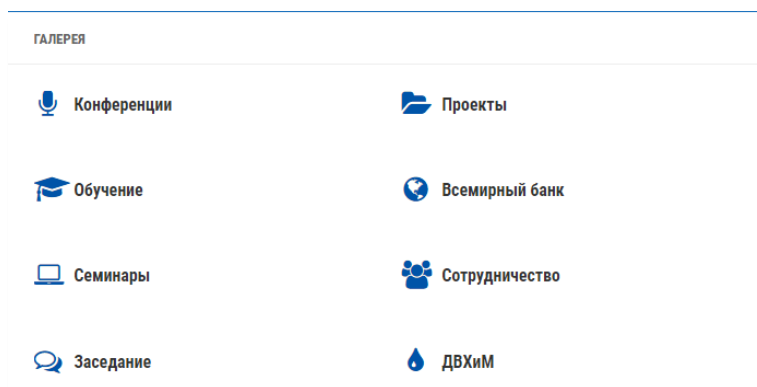 ГАЛЕРЕЯ
Конференции
Проекты
Обучение
Всемирный банк
Семинары
Сотрудничество
Заседание
ДВХиМ